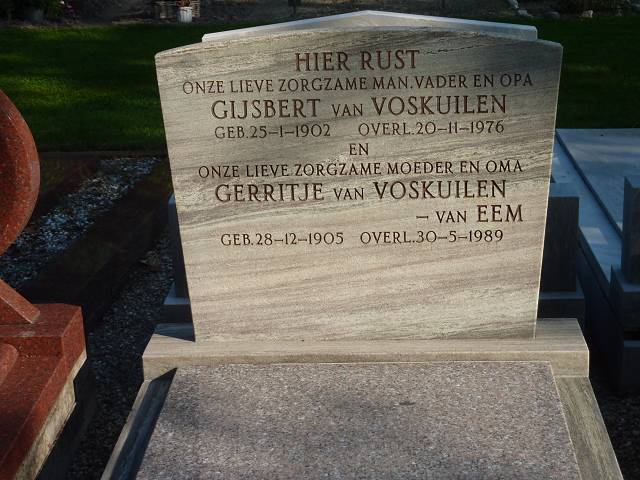 HIER RUST
ONZE LIEVE ZORGZAME MAN.VADER EN OPA
GIJSBERT VAN VOSKUILEN
GEB.25-1-1902 OVERL.20-11-1976
EN
ONZE LIEVE ZORGZAME MOEDER EN OMA
GERRITJE VAN VOSKUILEN
– VAN EEM
GEB.28-12-1905 OVERL.30-5-1989